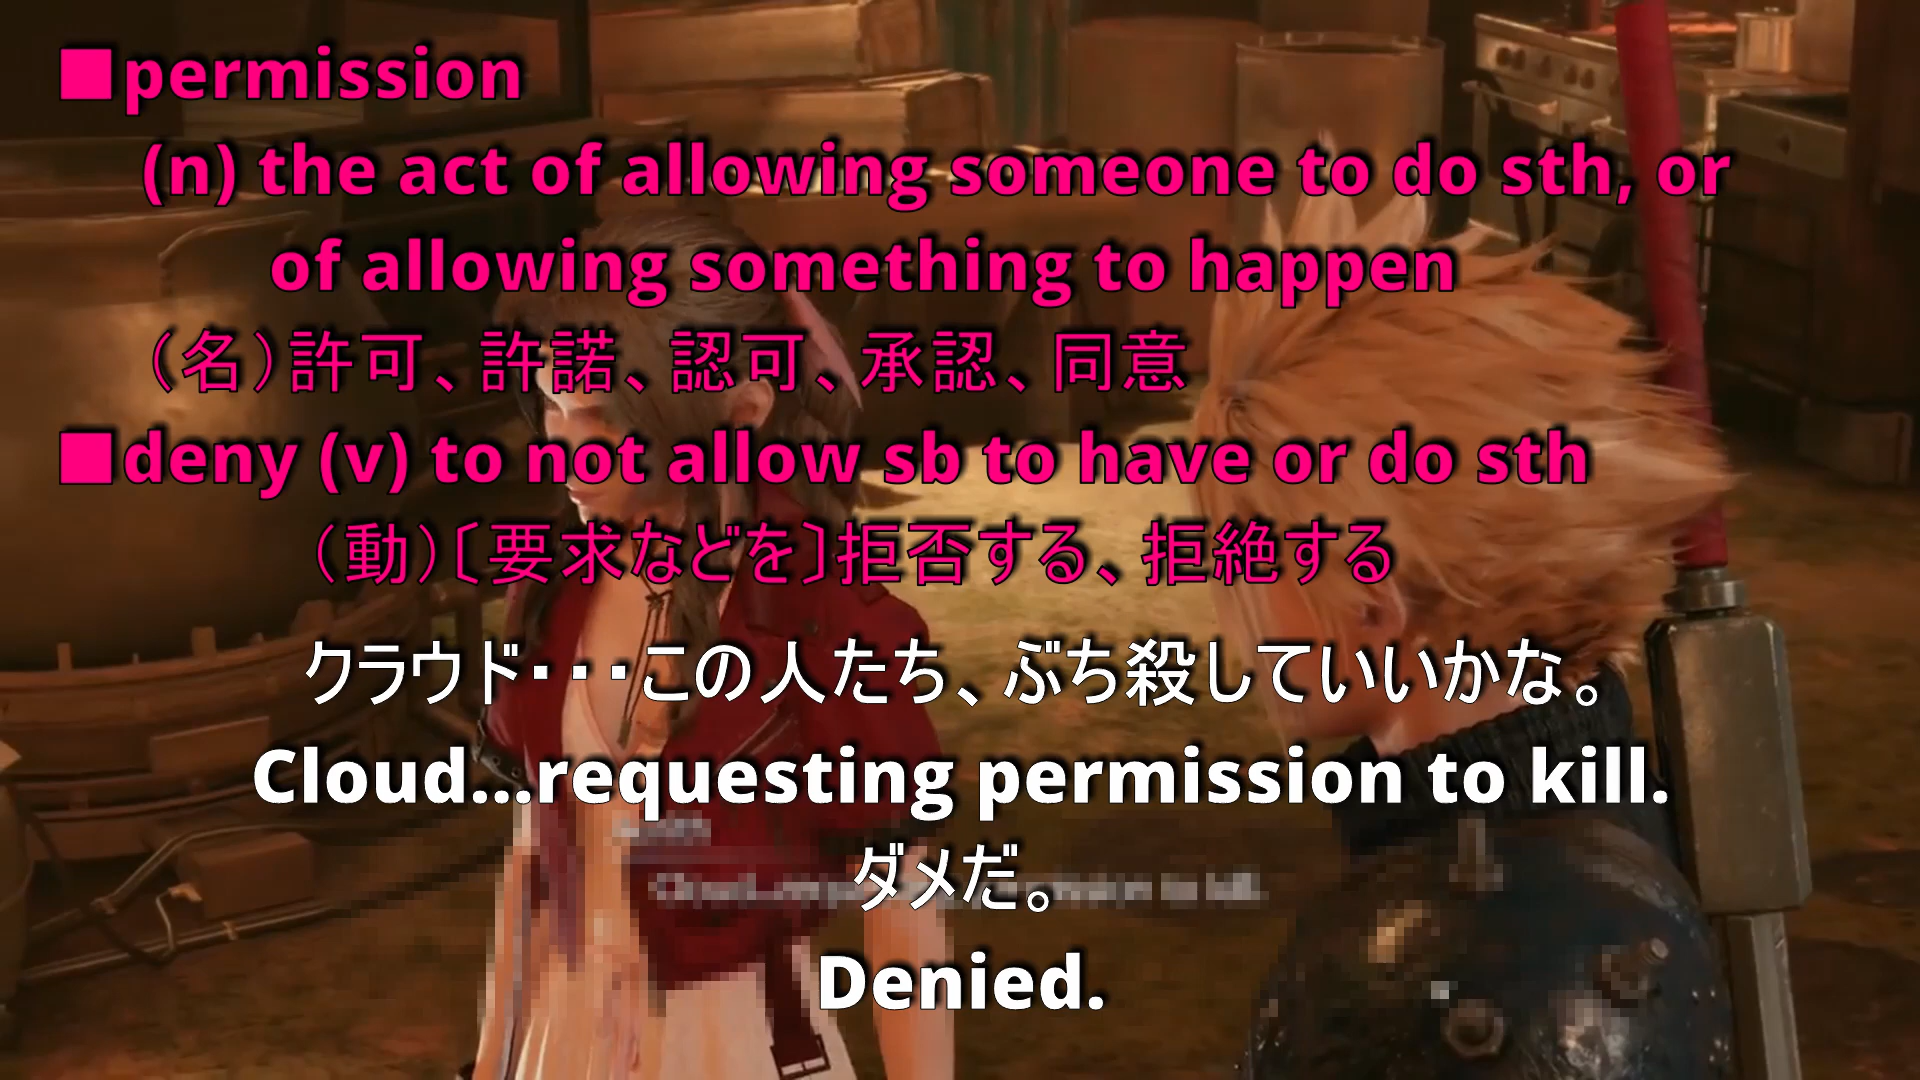 ■permission
(n) the act of allowing someone to do sth, or
of allowing something to happen
（名）許可、許諾、認可、承認、同意
■deny (v) to not allow sb to have or do sth
（動）〔要求などを〕拒否する、拒絶する
クラウド・・・この人たち、ぶち殺していいかな。
Cloud...requesting permission to kill.
ダメだ。
Denied.